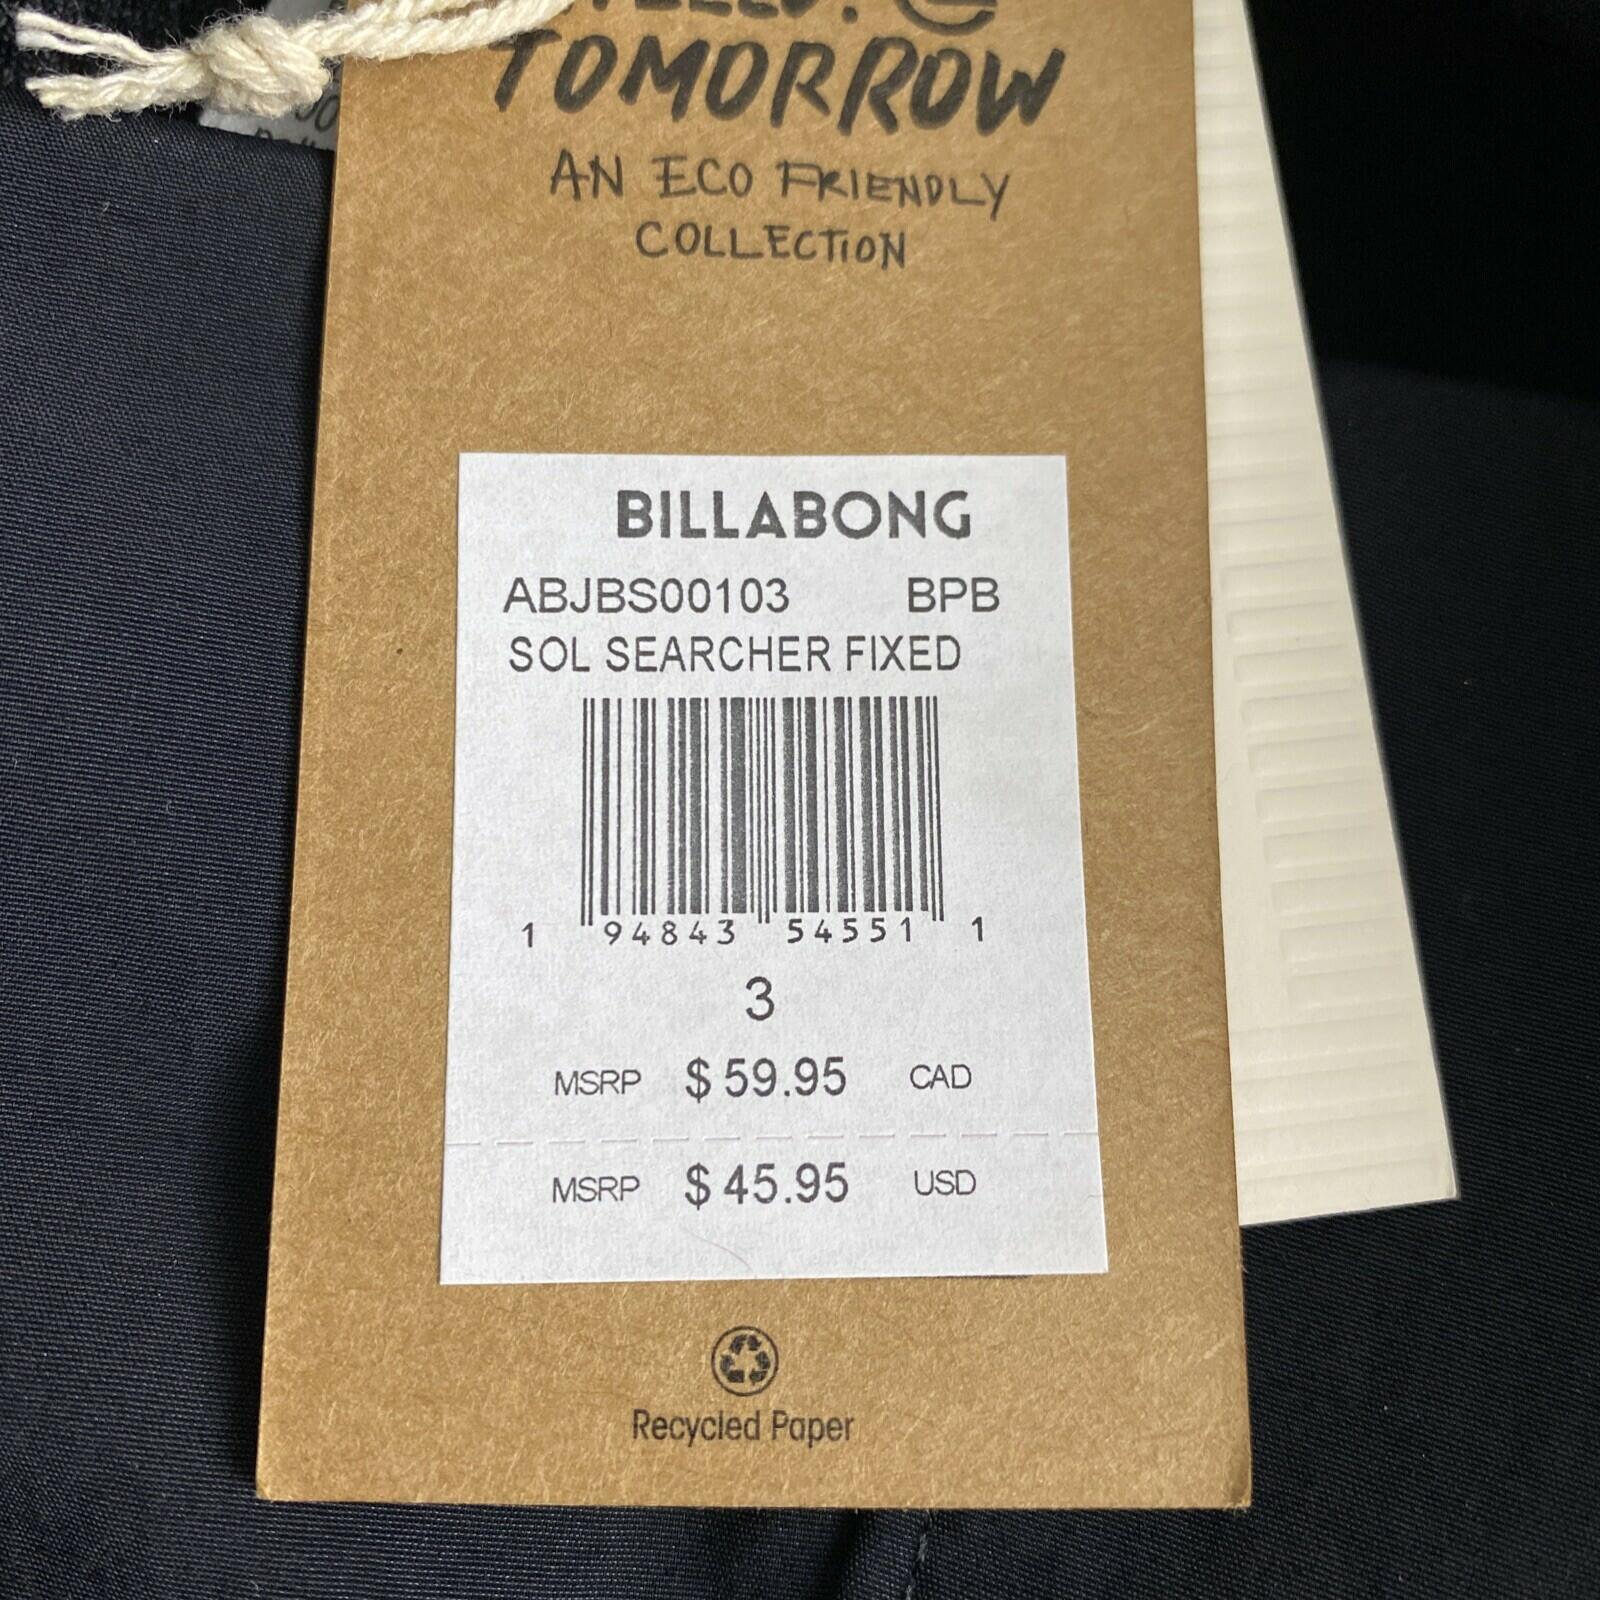 TOMORROW
AN ECO FRIENDLY
COLLECTION
BILLABONG
ABJBS00103 BPB
SOL SEARCHER FIXED
1 94843 54551 1
3
MSRP $ 59.95 CAD
MSRP $ 45.95 USD
Recycled Paper